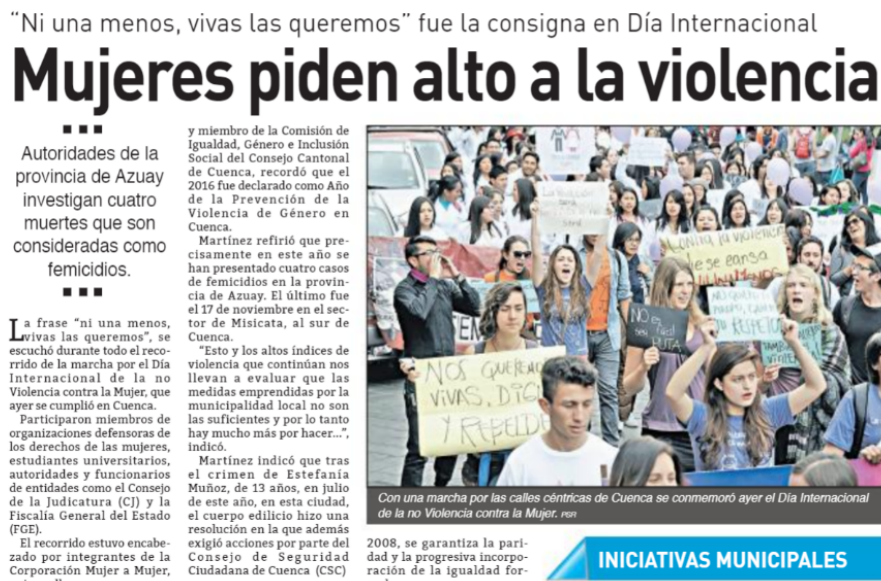 “Ni una menos, vivas las queremos” fue la consigna en Día Internacional
Mujeres piden alto a la violencia
Autoridades de la
provincia de Azuay
investigan cuatro
muertes que son
consideradas como
femicidios.
La frase “ni una menos,
vivas las queremos”, se
escuchó durante todo el reco-
rrido de la marcha por el Día
Internacional de la no
Violencia contra la Mujer, que
ayer se cumplió en Cuenca.
Participaron miembros de
organizaciones defensoras de
los derechos de las mujeres,
estudiantes universitarios,
autoridades y funcionarios
de entidades como el Consejo
de la Judicatura (CJ) y la
Fiscalía General del Estado
(FGE).
El recorrido estuvo encabe-
zado por integrantes de la
Corporación Mujer a Mujer,
y miembro de la Comisión de
Igualdad, Género e Inclusión
Social del Consejo Cantonal
de Cuenca, recordó que el
2016 fue declarado como Año
de la Prevención de la
Violencia de Género en
Cuenca.
Martínez refirió que pre-
cisamente en este año se
han presentado cuatro casos
de femicidios en la provin-
cia de Azuay. El último fue
el 17 de noviembre en el sec-
tor de Misicata, al sur de
Cuenca.
“Esto y los altos índices de
violencia que continúan nos
llevan a evaluar que las
medidas emprendidas por la
municipalidad local no son
las suficientes y por lo tanto
hay mucho más por hacer...”,
indicó.
Martínez indicó que tras
el crimen de Estefanía
Muñoz, de 13 años, en julio
de este año, en esta ciudad,
el cuerpo edilicio hizo una
resolución en la que además
exigió acciones por parte del
Consejo de Seguridad
Ciudadana de Cuenca (CSC)
CONTRA la violencia
NO es
NOS QUEREMOS
VIVAS, DIG
Y REBELDE
RESPETO
Con una marcha por las calles céntricas de Cuenca se conmemoró ayer el Día Internacional
de la no Violencia contra la Mujer. PSR
2008, se garantiza la pari-
dad y la progresiva incorpo-
ración de la igualdad for-
INICIATIVAS MUNICIPALES